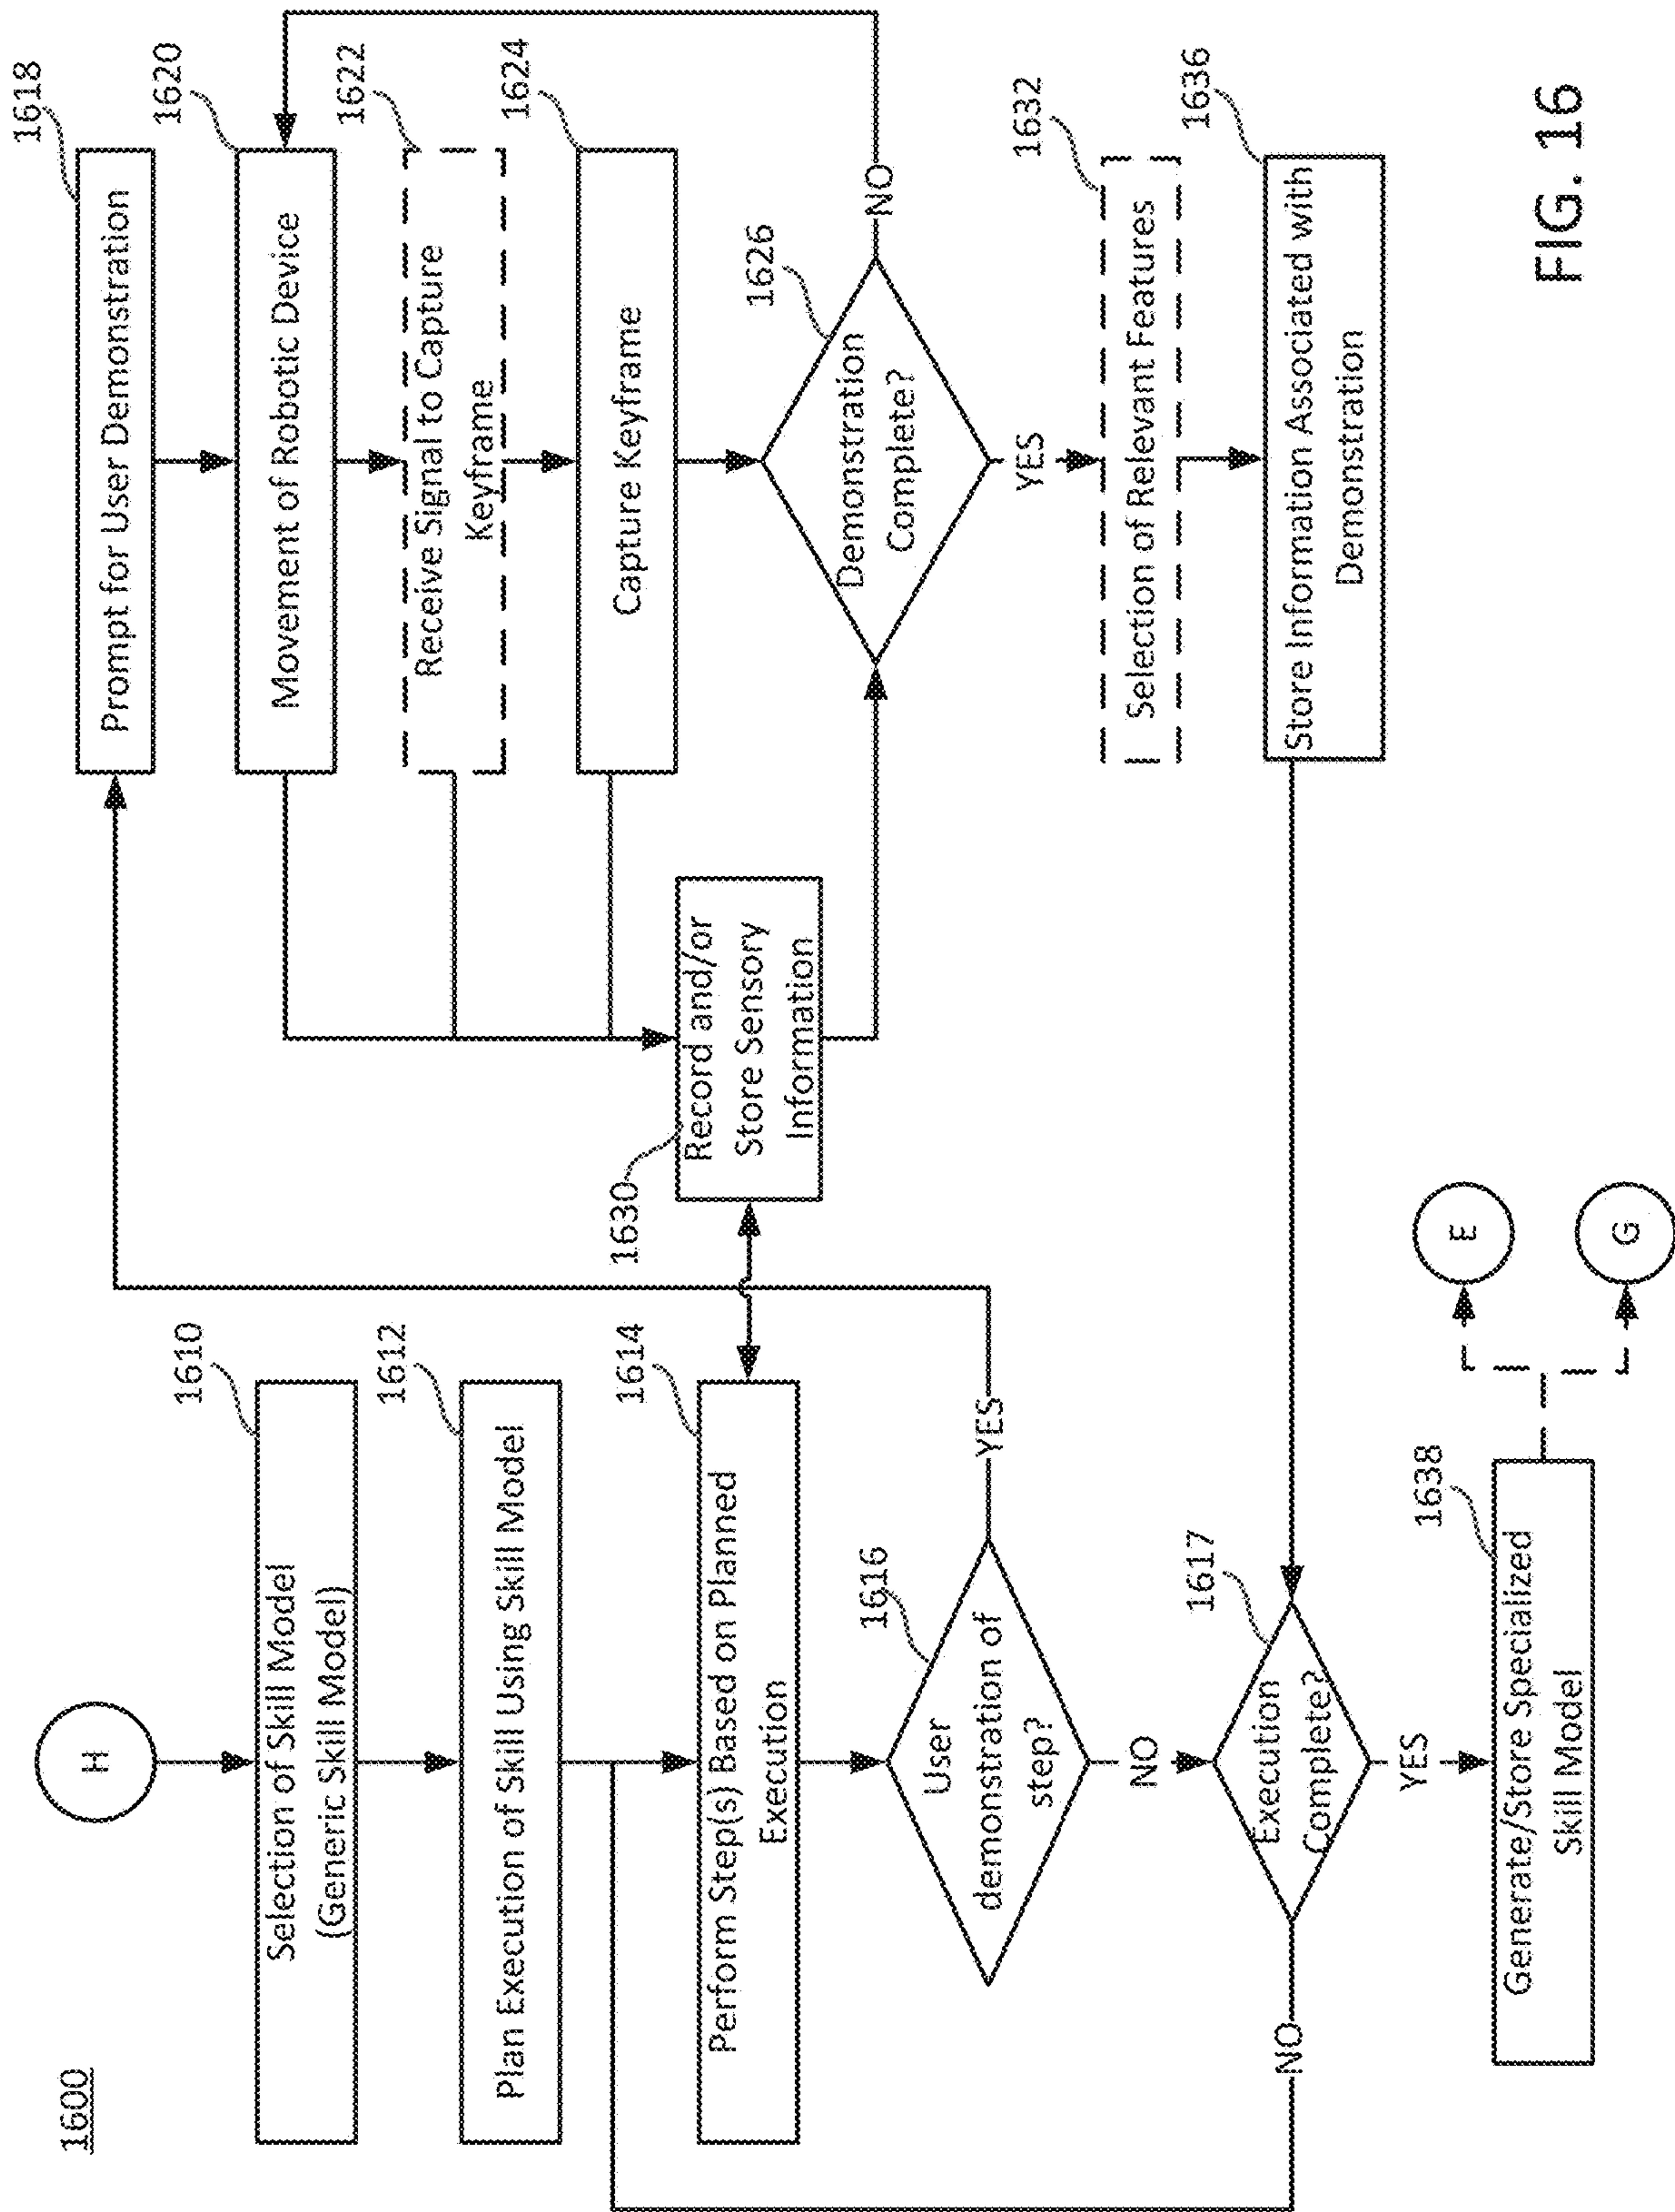 1600
H
Selection of Skill Model
(Generic Skill Model)
1610
Plan Execution of Skill Using Skill Model
1612
Perform Step(s) Based on Planned
Execution
1614
User
demonstration of
step?
1616
YES
NO
Execution
Complete?
1617
NO
YES
Generate/Store Specialized
Skill Model
1638
E
G
Prompt for User Demonstration
1618
Movement of Robotic Device
1620
Receive Signal to Capture
Keyframe
1622
Capture Keyframe
1624
Record and/or
Store Sensory
Information
1630
Demonstration
Complete?
1626
NO
YES
Selection of Relevant Features
1632
Store Information Associated with
Demonstration
1636
FIG. 16